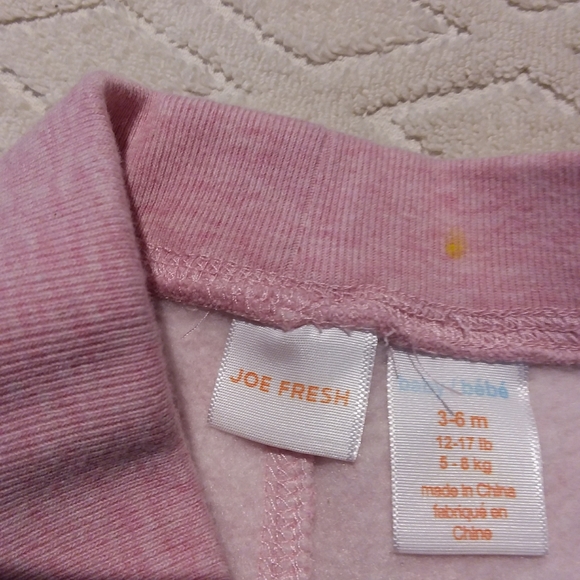 JOE FRESH
baby / bébé
3-6 m
12-17 lb
5 - 8 kg
made in China
fabriqué en
Chine